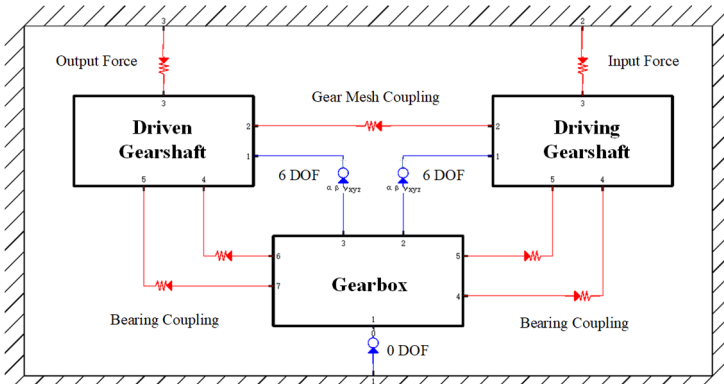 3
2
Output Force
Input Force
3
3
Gear Mesh Coupling
Driven
Gearshaft
2
2
Driving
Gearshaft
1
1
6 DOF
6 DOF
α β Vxyz
α β Vxyz
5
4
5
4
3
2
6
5
Gearbox
7
4
Bearing Coupling
Bearing Coupling
1
0
0 DOF
1